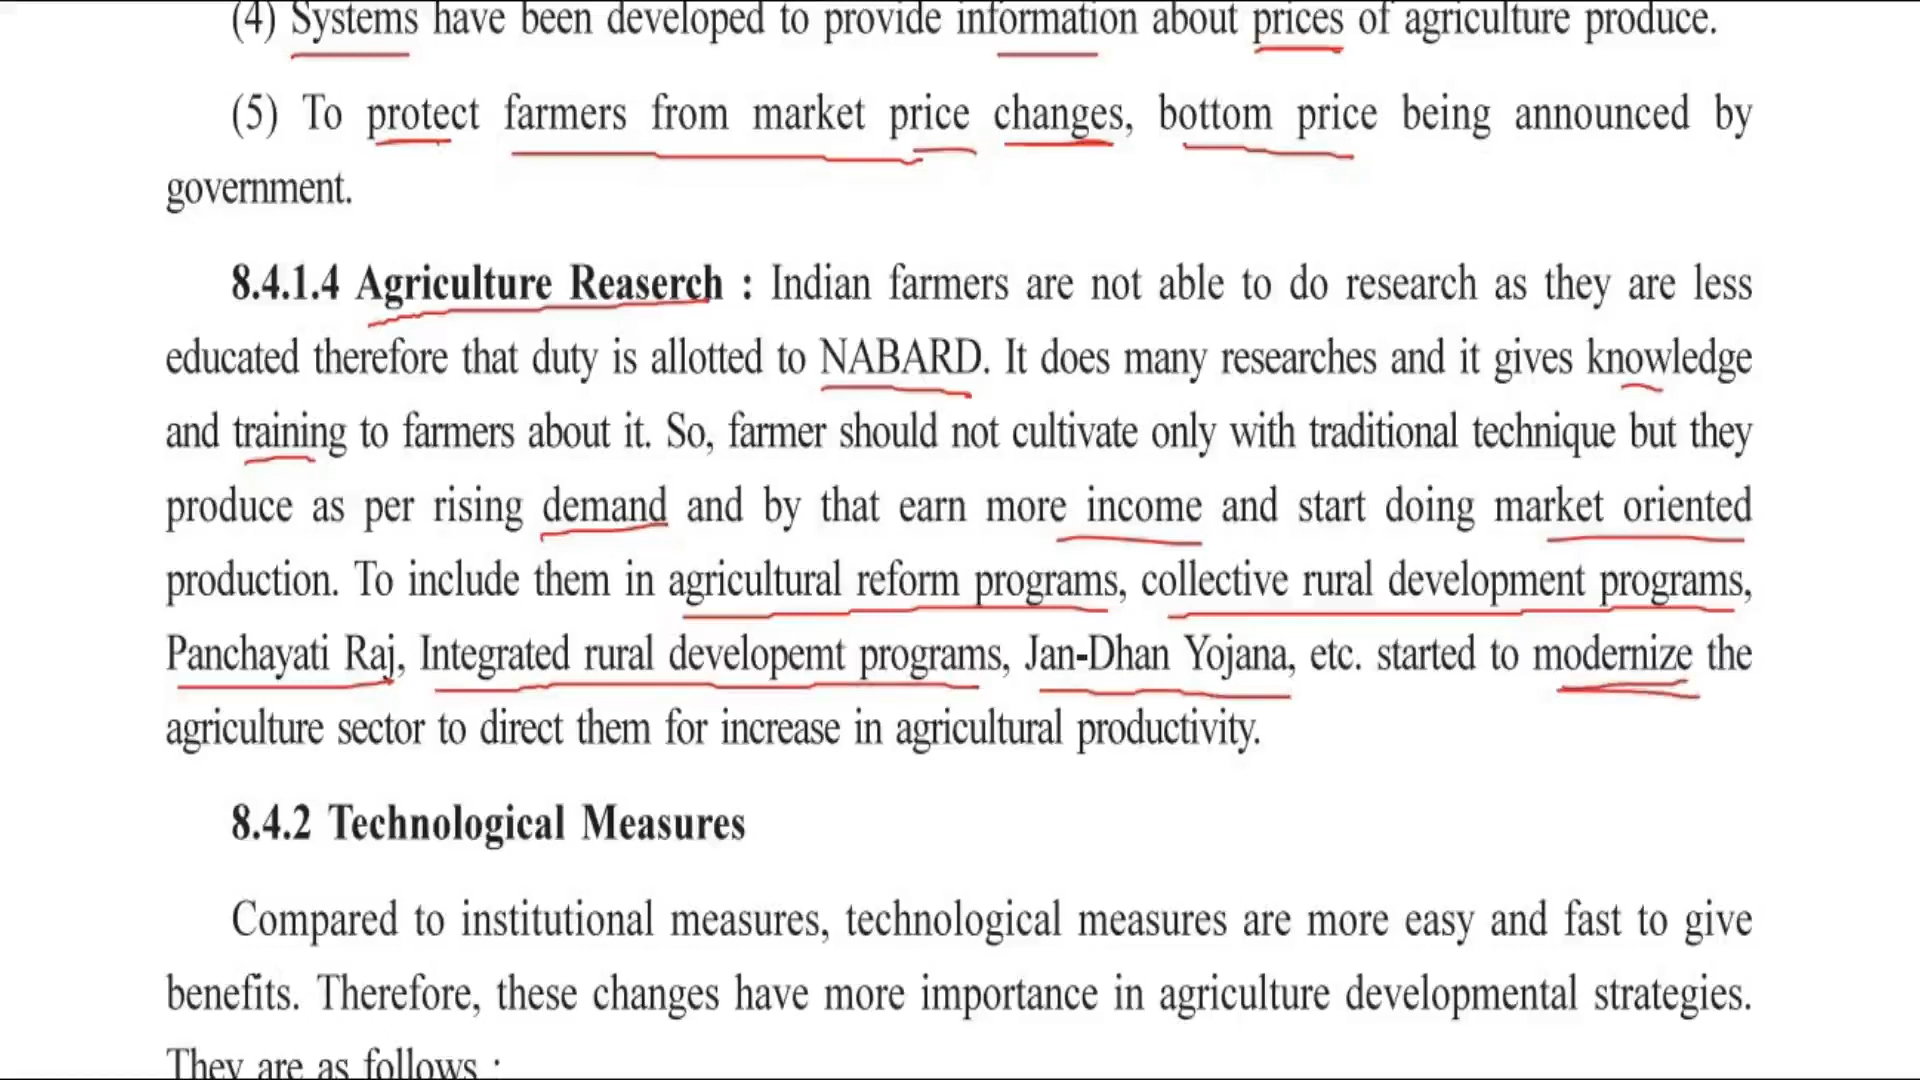 (4) Systems have been developed to provide information about prices of agriculture produce.
(5) To protect farmers from market price changes, bottom price being announced by
government.
8.4.1.4 Agriculture Reaserch : Indian farmers are not able to do research as they are less
educated therefore that duty is allotted to NABARD. It does many researches and it gives knowledge
and training to farmers about it. So, farmer should not cultivate only with traditional technique but they
produce as per rising demand and by that earn more income and start doing market oriented
production. To include them in agricultural reform programs, collective rural development programs,
Panchayati Raj, Integrated rural developemt programs, Jan-Dhan Yojana, etc. started to modernize the
agriculture sector to direct them for increase in agricultural productivity.
8.4.2 Technological Measures
Compared to institutional measures, technological measures are more easy and fast to give
benefits. Therefore, these changes have more importance in agriculture developmental strategies.
They are as follows :